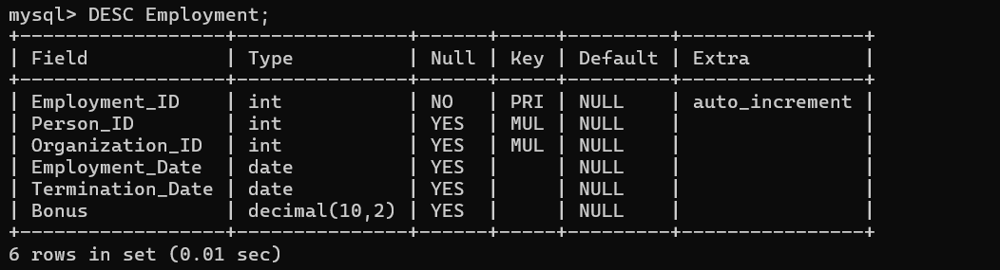 mysql> DESC Employment;
+------------------+---------------+------+-----+---------+----------------+
| Field            | Type          | Null | Key | Default | Extra          |
+------------------+---------------+------+-----+---------+----------------+
| Employment_ID    | int           | NO   | PRI | NULL    | auto_increment |
| Person_ID        | int           | YES  | MUL | NULL    |                |
| Organization_ID  | int           | YES  | MUL | NULL    |                |
| Employment_Date  | date          | YES  |     | NULL    |                |
| Termination_Date | date          | YES  |     | NULL    |                |
| Bonus            | decimal(10,2) | YES  |     | NULL    |                |
+------------------+---------------+------+-----+---------+----------------+
6 rows in set (0.01 sec)